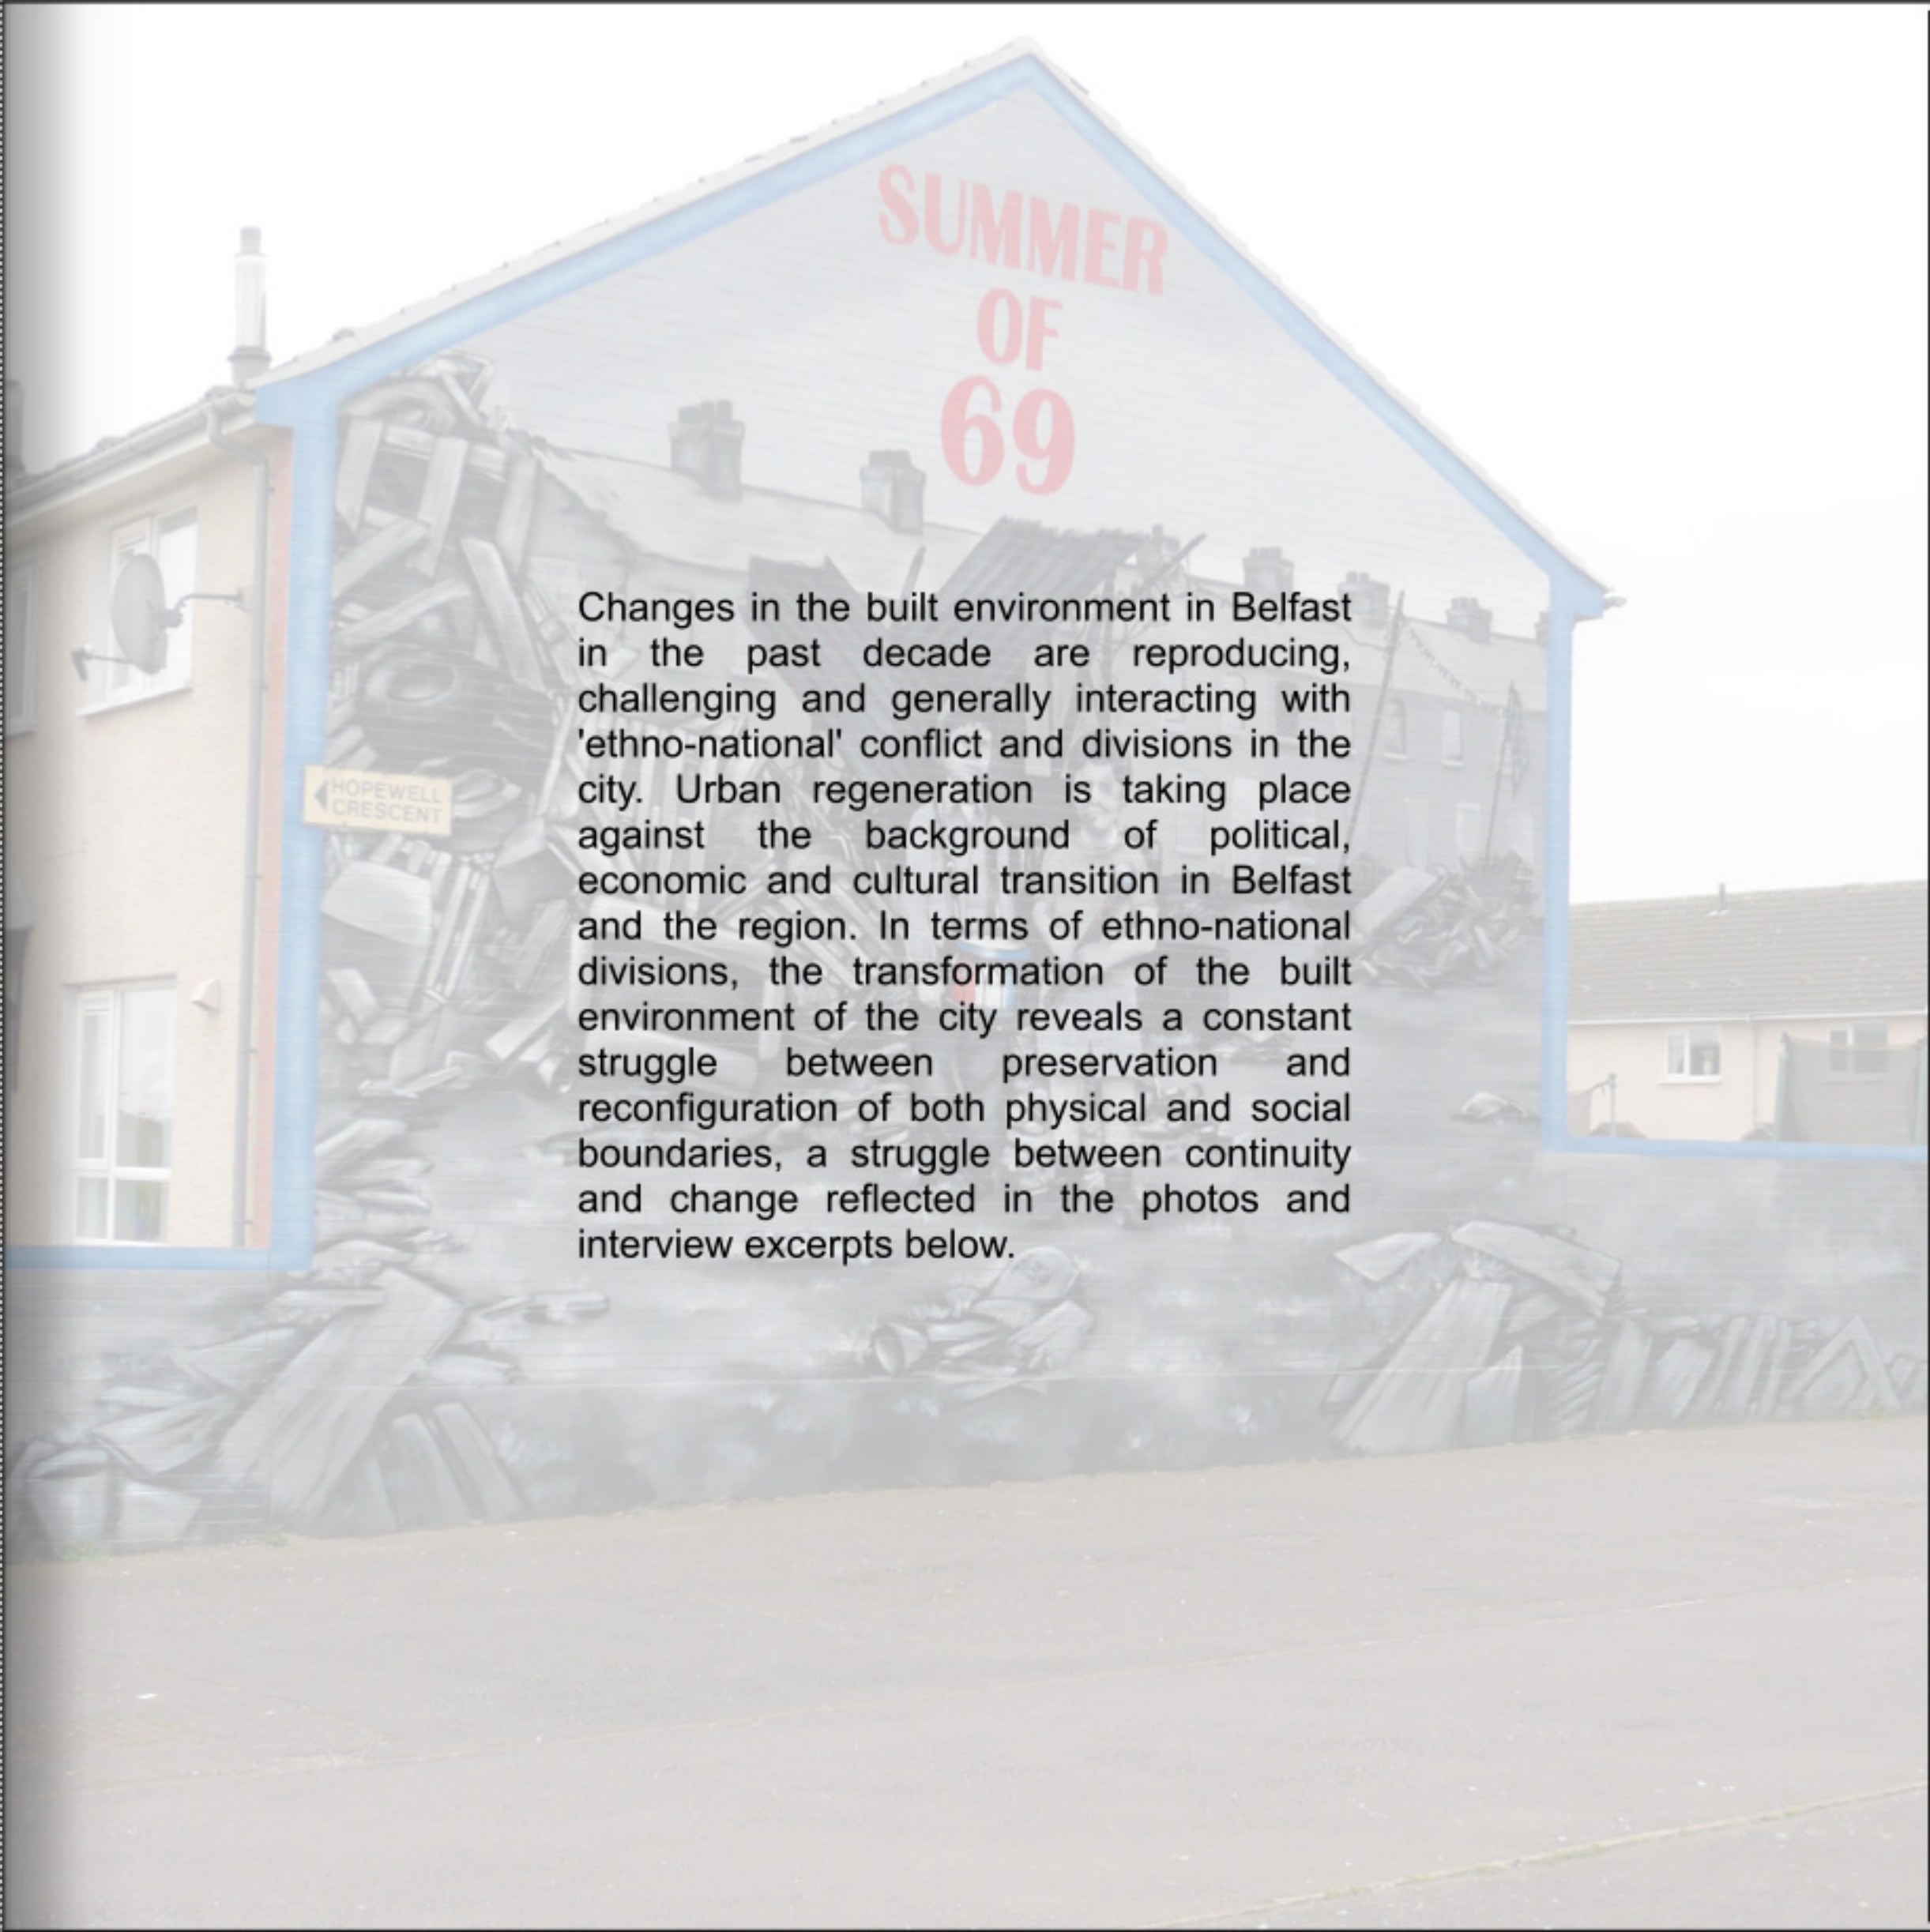 SUMMER
OF
69
Changes in the built environment in Belfast
in the past decade are reproducing,
challenging and generally interacting with
'ethno-national' conflict and divisions in the
city. Urban regeneration is taking place
against the background of political,
economic and cultural transition in Belfast
and the region. In terms of ethno-national
divisions, the transformation of the built
environment of the city reveals a constant
struggle between preservation and
reconfiguration of both physical and social
boundaries, a struggle between continuity
and change reflected in the photos and
interview excerpts below.
HOPEWELL
CRESCENT